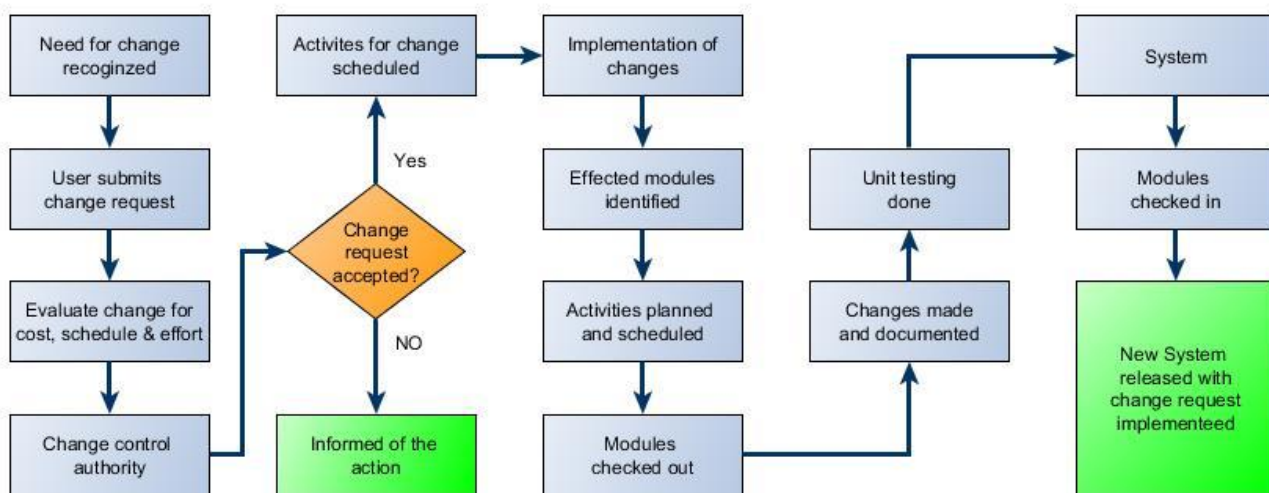 Need for change
recoginzed
User submits
change request
Evaluate change for
cost, schedule & effort
Change control
authority
Activites for change
scheduled
Yes
Change
request
accepted?
NO
Informed of the
action
Implementation of
changes
Effected modules
identified
Activities planned
and scheduled
Modules
checked out
Unit testing
done
Changes made
and documented
System
Modules
checked in
New System
released with
change request
implementeed